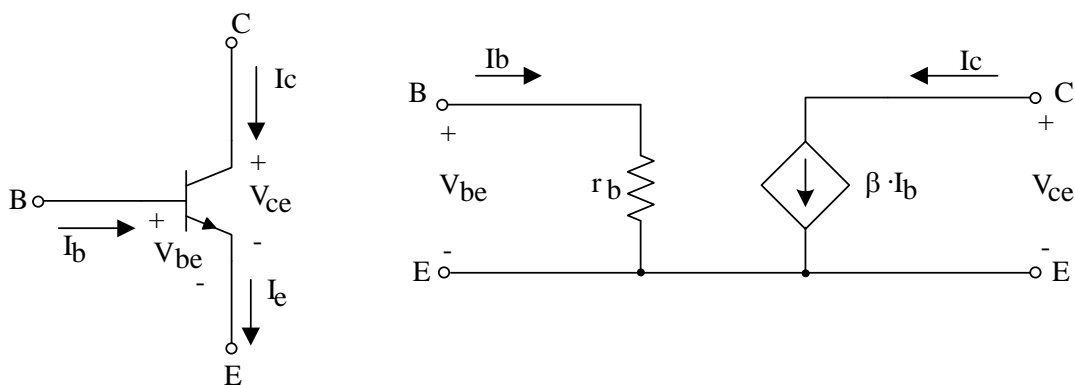 C
Ic
+
Vce
-
B
Ib
+
Vbe
-
Ie
E
Ib
Ic
B
C
+
+
Vbe
rb
β·Ib
Vce
-
-
E
E